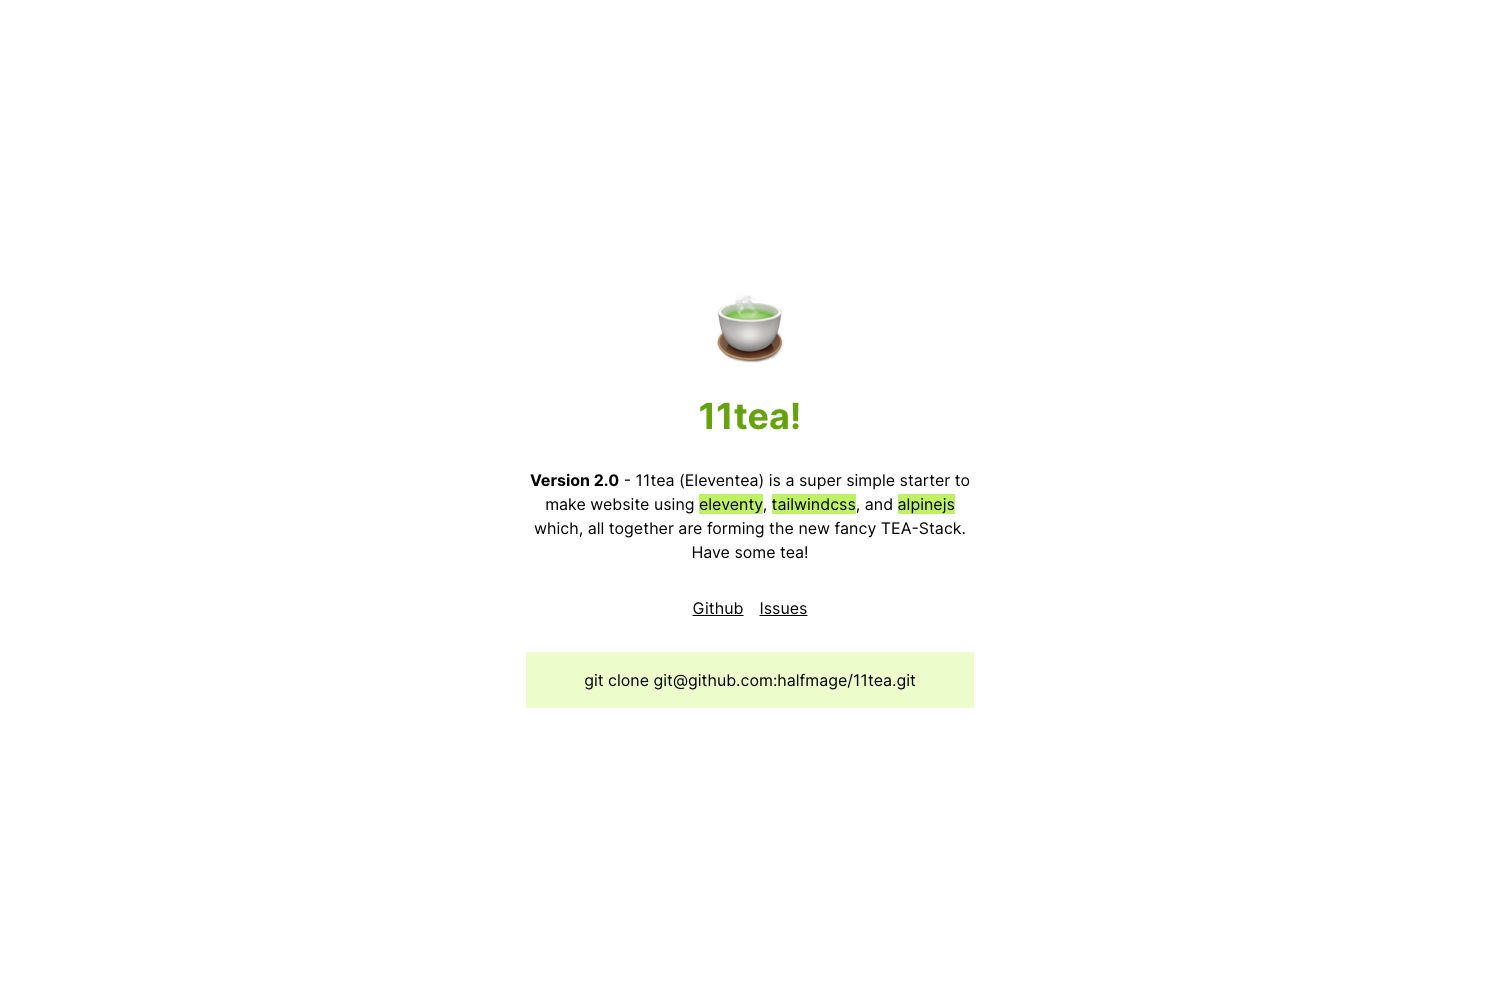 11tea!
Version 2.0 - 11tea (Eleventea) is a super simple starter to
make website using eleventy, tailwindcss, and alpinejs
which, all together are forming the new fancy TEA-Stack.
Have some tea!
Github Issues
git clone git@github.com:halfmage/11tea.git